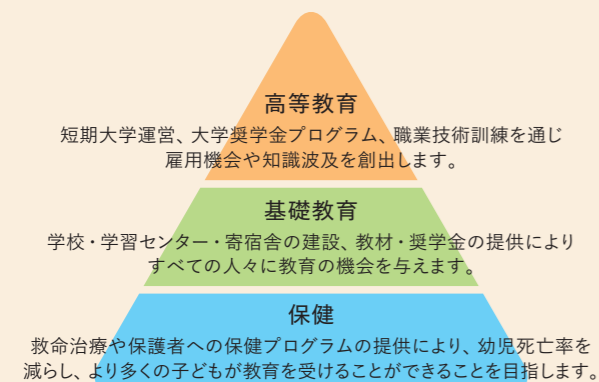 高等教育
短期大学運営、大学奨学金プログラム、職業技術訓練を通じ
雇用機会や知識波及を創出します。
基礎教育
学校・学習センター・寄宿舎の建設、教材・奨学金の提供により
すべての人々に教育の機会を与えます。
保健
救命治療や保護者への保健プログラムの提供により、幼児死亡率を
減らし、より多くの子どもが教育を受けることができることを目指します。